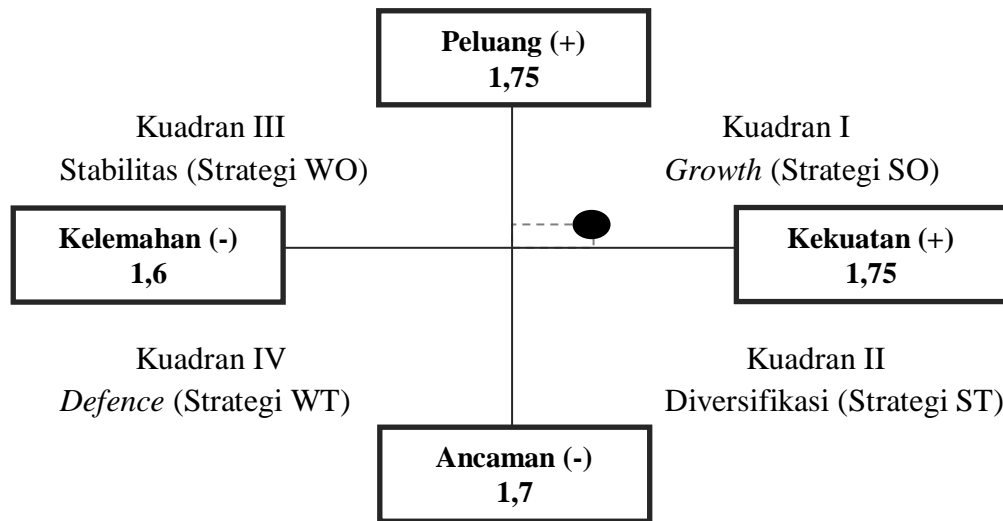 Peluang (+)
1,75
Kuadran III
Stabilitas (Strategi WO)
Kuadran I
Growth (Strategi SO)
Kelemahan (-)
1,6
Kekuatan (+)
1,75
Kuadran IV
Defence (Strategi WT)
Kuadran II
Diversifikasi (Strategi ST)
Ancaman (-)
1,7